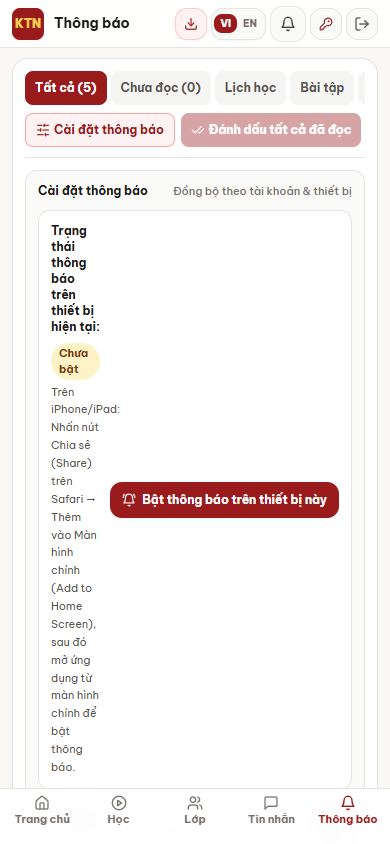 KTN Thông báo VI EN
Tất cả (5) Chưa đọc (0) Lịch học Bài tập
Cài đặt thông báo Đánh dấu tất cả đã đọc
Cài đặt thông báo Đồng bộ theo tài khoản & thiết bị
Trạng
thái
thông
báo
trên
thiết bị
hiện tại:
Chưa
bật
Trên
iPhone/iPad:
Nhấn nút
Chia sẻ
(Share)
trên
Safari →
Thêm
vào Màn
hình
chính
(Add to
Home
Screen),
sau đó
mở ứng
dụng từ
màn hình
chính để
bật
thông
báo.
Bật thông báo trên thiết bị này
Trang chủ Học Lớp Tin nhắn Thông báo